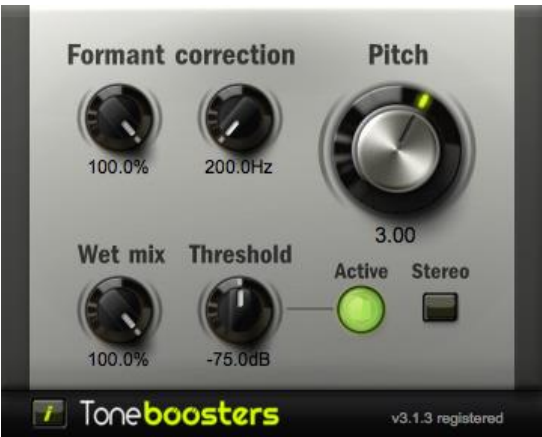 Formant correction Pitch
100.0% 200.0Hz
3.00
Wet mix Threshold
Active Stereo
100.0% -75.0dB
i Toneboosters v3.1.3 registered